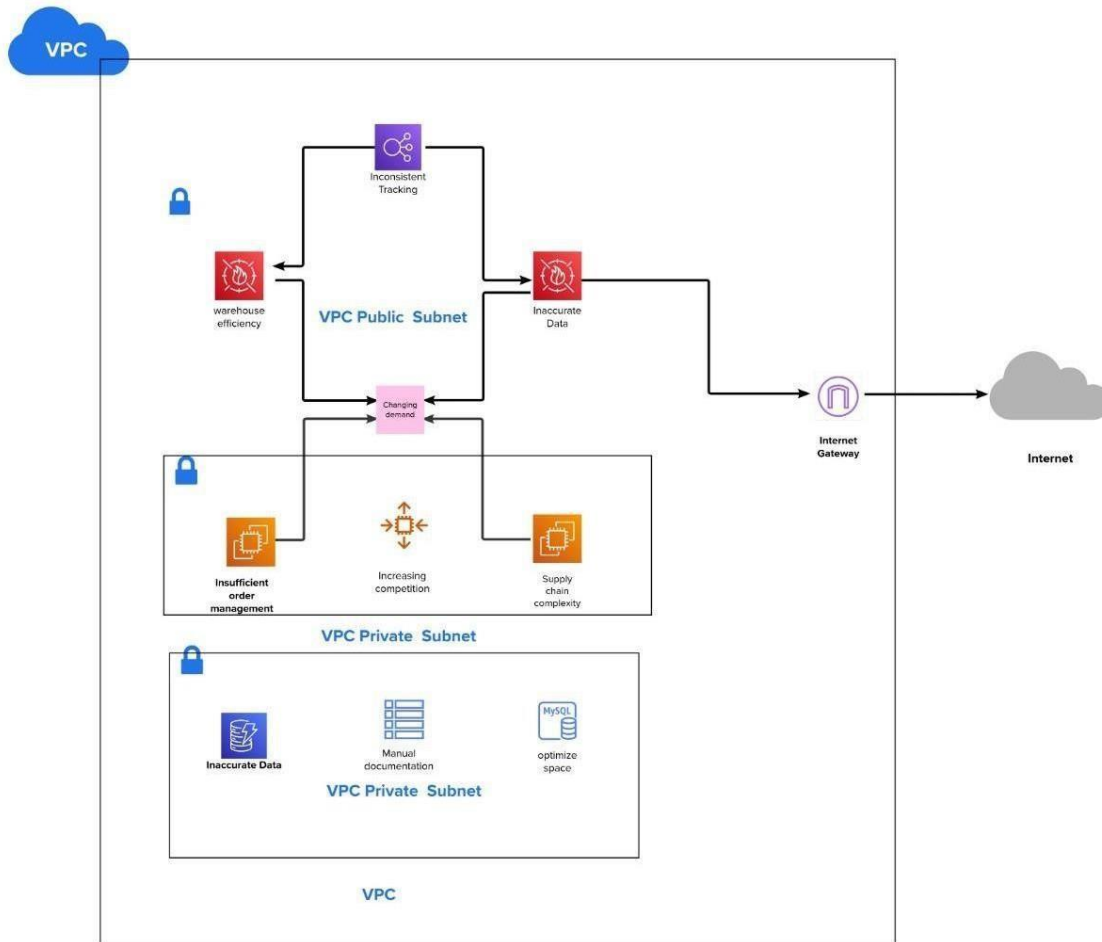 VPC
Inconsistent
Tracking
warehouse
efficiency
VPC Public Subnet
Inaccurate
Data
Changing
demand
Internet
Gateway
Internet
Insufficient
order
management
Increasing
competition
Supply
chain
complexity
VPC Private Subnet
Inaccurate Data
Manual
documentation
MySQL
optimize
space
VPC Private Subnet
VPC